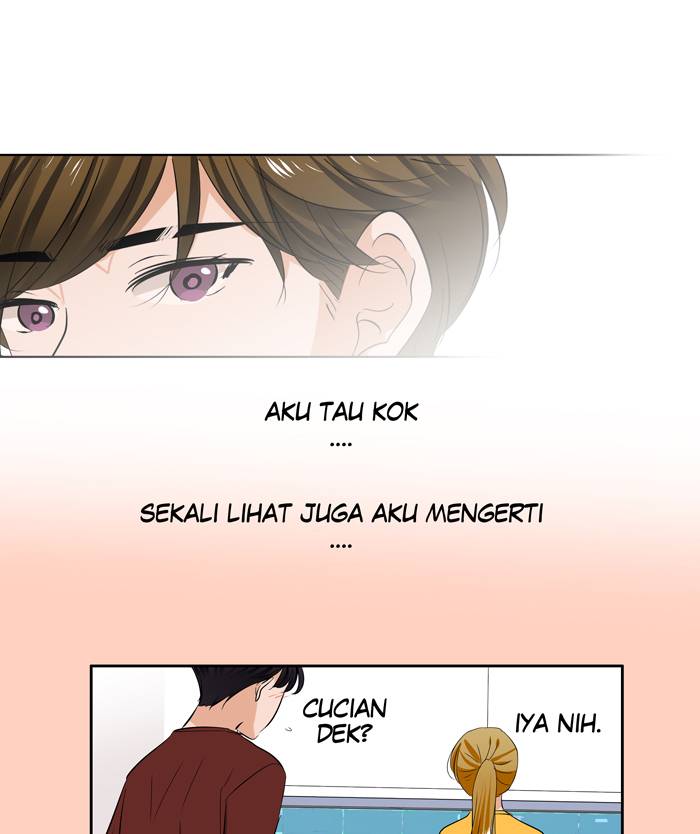 AKU TAU KOK
....
SEKALI LIHAT JUGA AKU MENGERTI
....
CUCIAN
DEK?
IYA NIH.